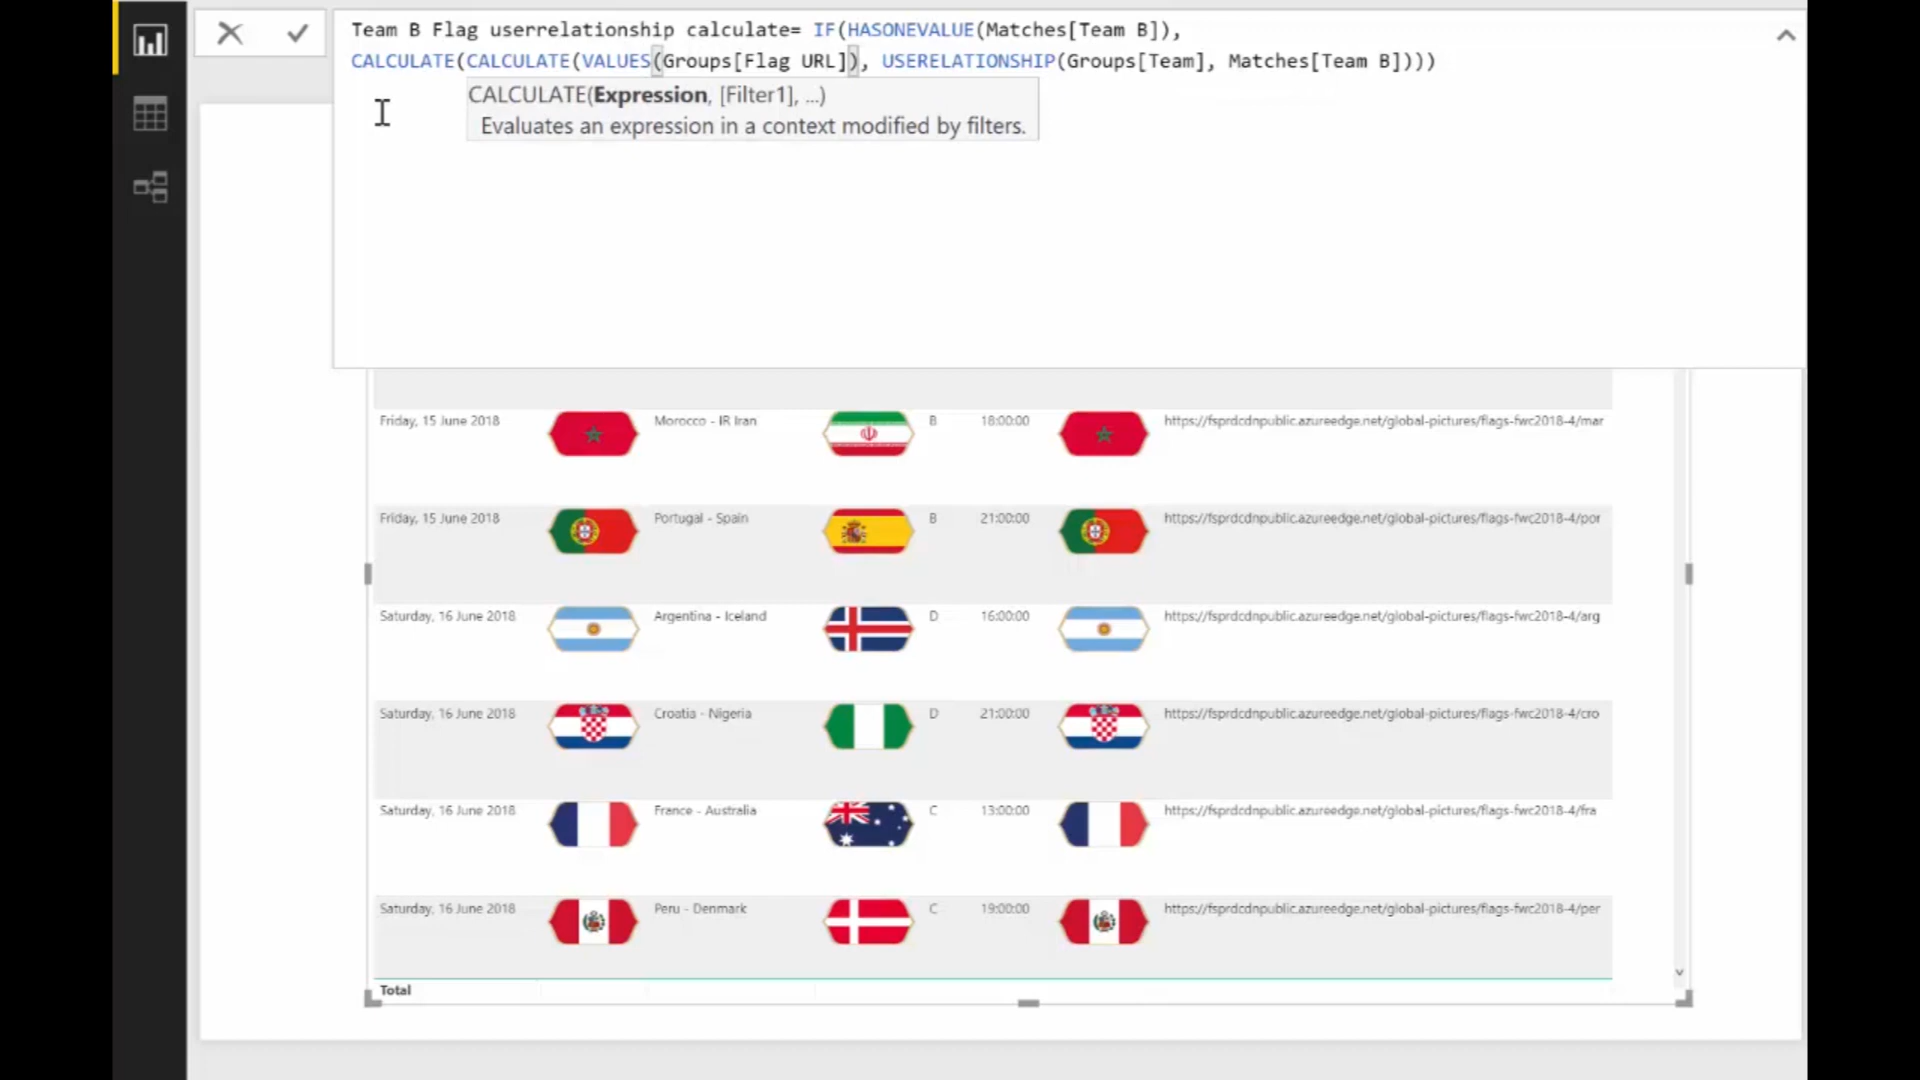 Team B Flag userrelationship calculate= IF(HASONEVALUE(Matches[Team B]),
CALCULATE(CALCULATE(VALUES(Groups[Flag URL]), USERELATIONSHIP(Groups[Team], Matches[Team B])))
CALCULATE(Expression, [Filter1], ...)
Evaluates an expression in a context modified by filters.
Friday, 15 June 2018 Morocco - IR Iran B 18:00:00 https://fsprdcdnpublic.azureedge.net/global-pictures/flags-fwc2018-4/mar
Friday, 15 June 2018 Portugal - Spain B 21:00:00 https://fsprdcdnpublic.azureedge.net/global-pictures/flags-fwc2018-4/por
Saturday, 16 June 2018 Argentina - Iceland D 16:00:00 https://fsprdcdnpublic.azureedge.net/global-pictures/flags-fwc2018-4/arg
Saturday, 16 June 2018 Croatia - Nigeria D 21:00:00 https://fsprdcdnpublic.azureedge.net/global-pictures/flags-fwc2018-4/cro
Saturday, 16 June 2018 France - Australia C 13:00:00 https://fsprdcdnpublic.azureedge.net/global-pictures/flags-fwc2018-4/fra
Saturday, 16 June 2018 Peru - Denmark C 19:00:00 https://fsprdcdnpublic.azureedge.net/global-pictures/flags-fwc2018-4/per
Total